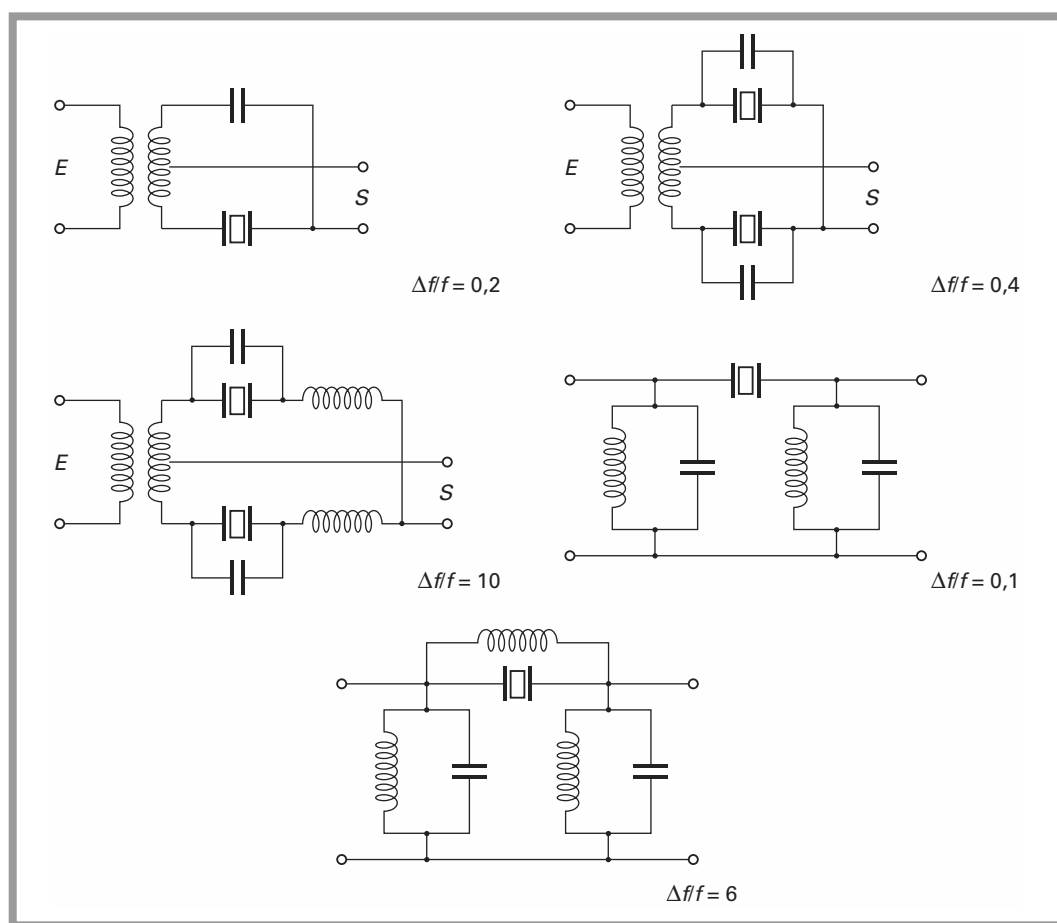 E
S
Δf/f = 0,2
E
S
Δf/f = 0,4
E
S
Δf/f = 10
Δf/f = 0,1
Δf/f = 6